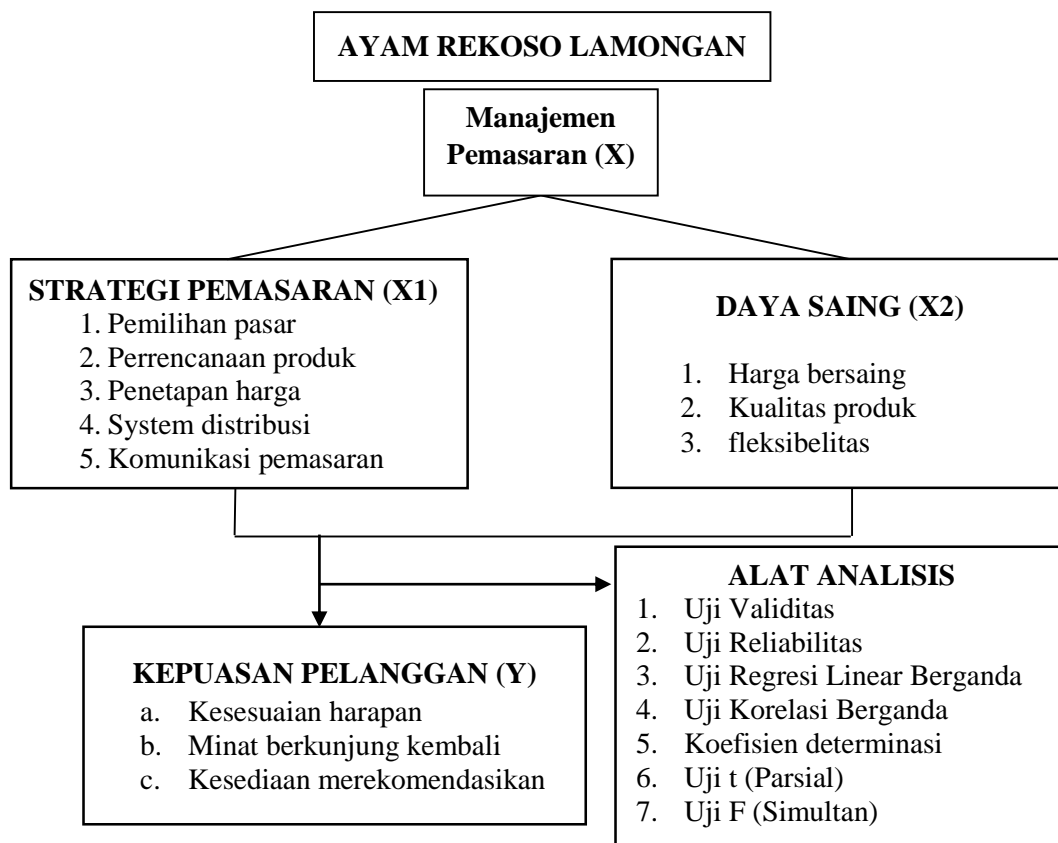 AYAM REKOSO LAMONGAN
Manajemen
Pemasaran (X)
STRATEGI PEMASARAN (X1)
1. Pemilihan pasar
2. Perrencanaan produk
3. Penetapan harga
4. System distribusi
5. Komunikasi pemasaran
DAYA SAING (X2)
1. Harga bersaing
2. Kualitas produk
3. fleksibelitas
KEPUASAN PELANGGAN (Y)
a. Kesesuaian harapan
b. Minat berkunjung kembali
c. Kesediaan merekomendasikan
ALAT ANALISIS
1. Uji Validitas
2. Uji Reliabilitas
3. Uji Regresi Linear Berganda
4. Uji Korelasi Berganda
5. Koefisien determinasi
6. Uji t (Parsial)
7. Uji F (Simultan)